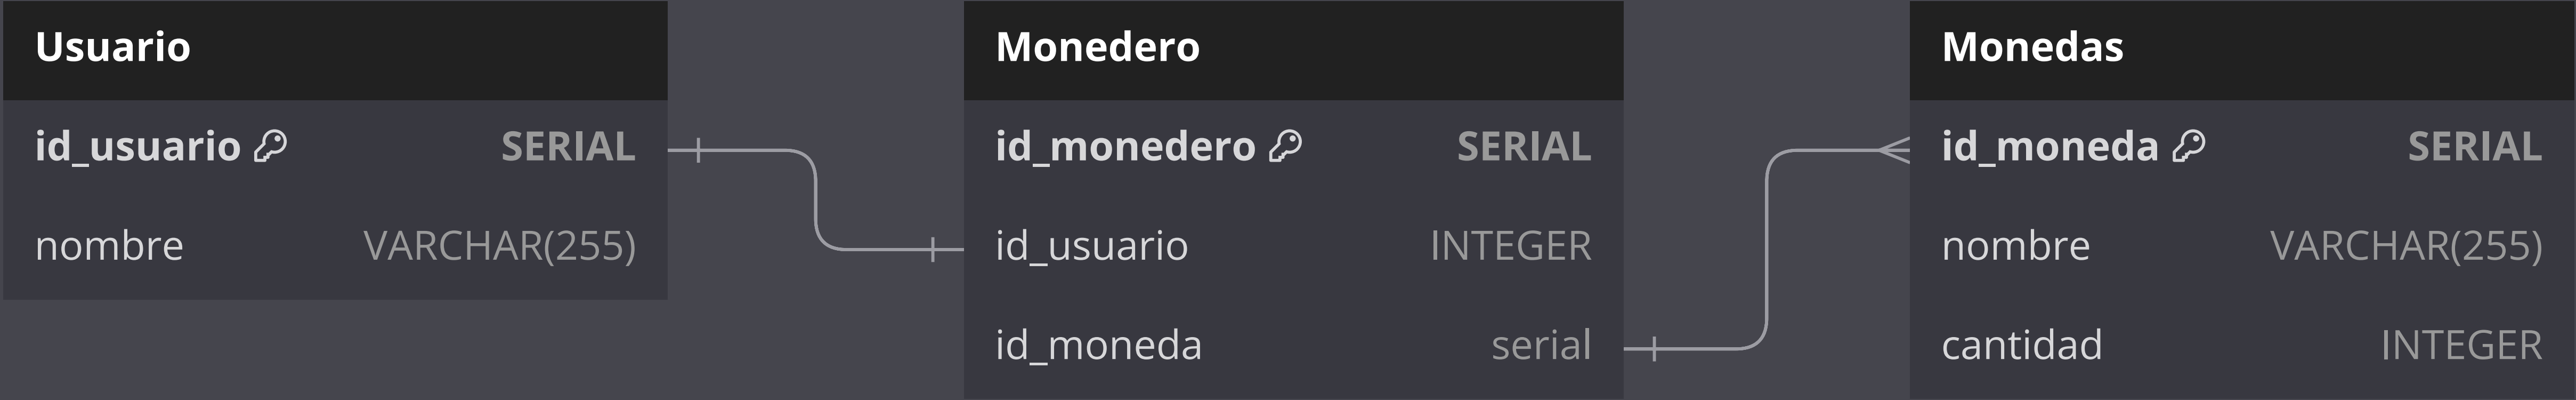 Usuario
id_usuario SERIAL
nombre VARCHAR(255)
Monedero
id_monedero SERIAL
id_usuario INTEGER
id_moneda serial
Monedas
id_moneda SERIAL
nombre VARCHAR(255)
cantidad INTEGER